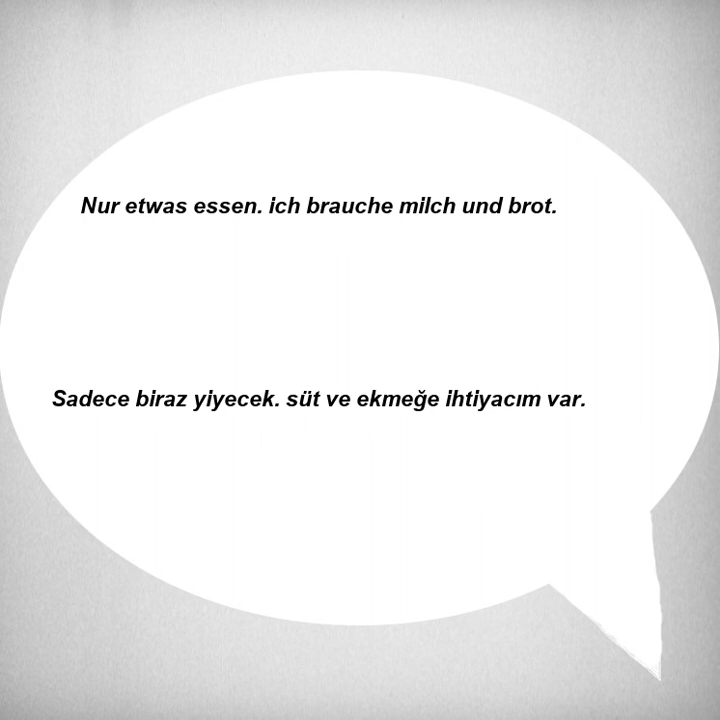 Nur etwas essen. ich brauche milch und brot.
Sadece biraz yiyecek. süt ve ekmeğe ihtiyacım var.